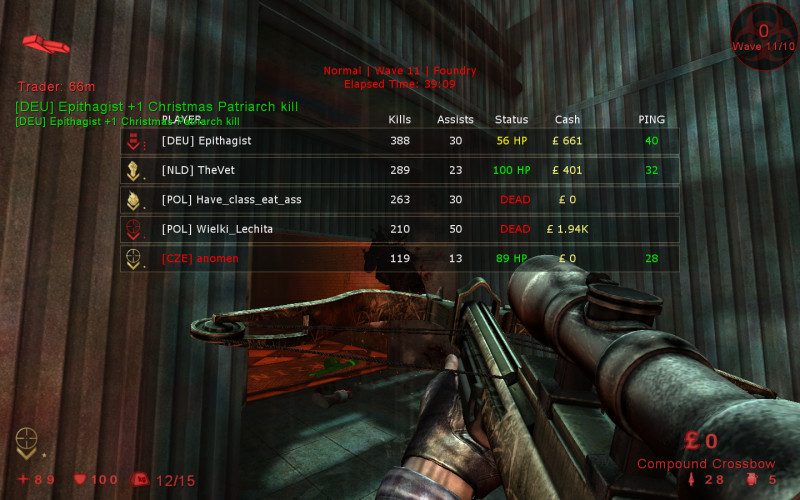 0
Wave 11/10
Normal | Wave 11 | Foundry
Elapsed Time: 39:09
Trader: 66m
[DEU] Epithagist +1 Christmas Patriarch kill
[DEU] Epithagist +1 Christmas Patriarch kill
PLAYER Kills Assists Status Cash PING
[DEU] Epithagist 388 30 56 HP £ 661 40
[NLD] TheVet 289 23 100 HP £ 401 32
[POL] Have_class_eat_ass 263 30 DEAD £ 0
[POL] Wielki_Lechita 210 50 DEAD £ 1.94K
[CZE] anomen 119 13 89 HP £ 0 28
£ 0
Compound Crossbow
89 100 12/15 28 5